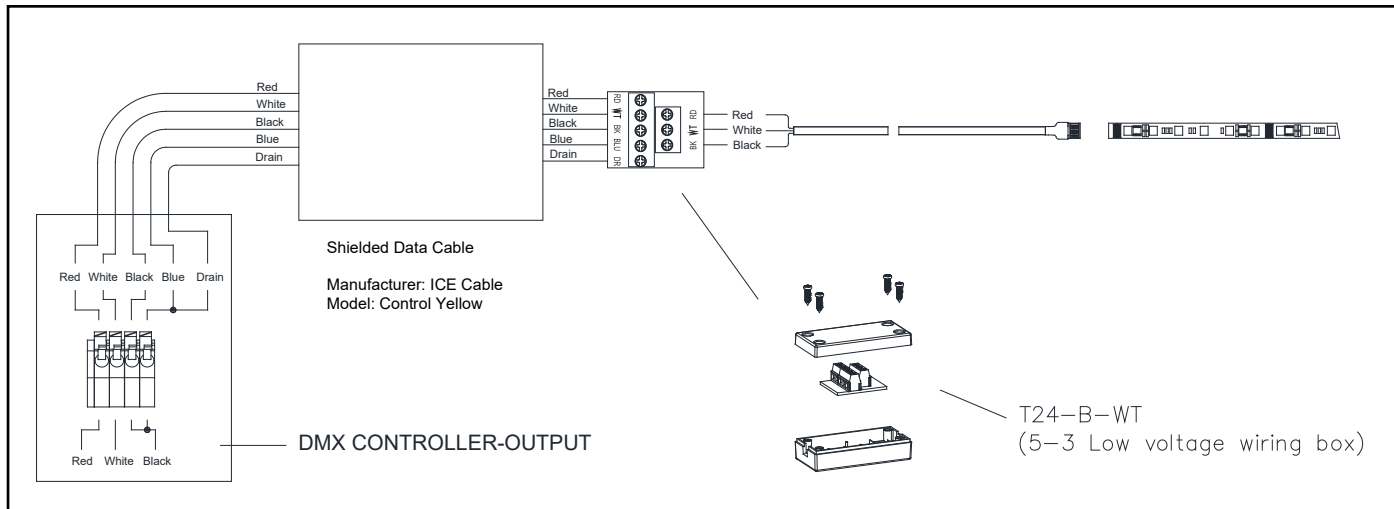 Red
White
Black
Blue
Drain
Red
White
Black
Blue
Drain
RD
WT
BK
BLU
DR
RD
WT
BK
Red
White
Black
Shielded Data Cable
Manufacturer: ICE Cable
Model: Control Yellow
Red White Black Blue Drain
DMX CONTROLLER-OUTPUT
Red White Black
T24-B-WT
(5-3 Low voltage wiring box)